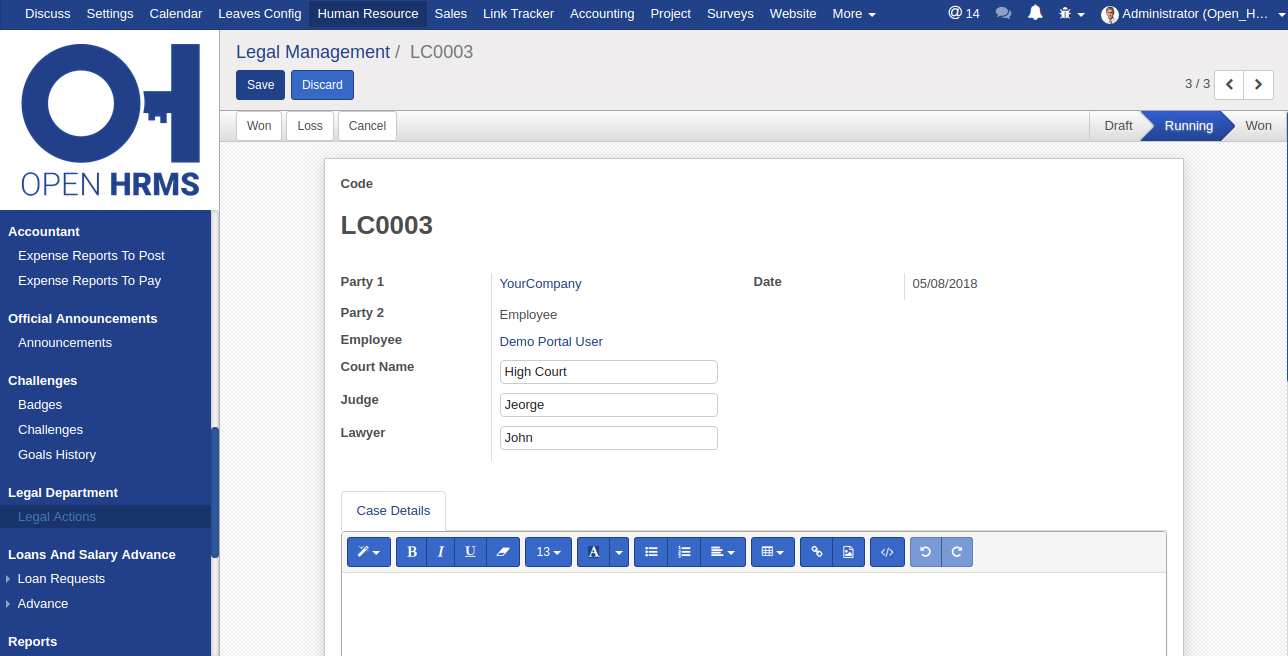 Discuss Settings Calendar Leaves Config Human Resource Sales Link Tracker Accounting Project Surveys Website More @ 14 Administrator (Open_H...
OPEN HRMS
Legal Management / LC0003
Save Discard 3 / 3
Won Loss Cancel Draft Running Won
Accountant
Expense Reports To Post
Expense Reports To Pay
Official Announcements
Announcements
Challenges
Badges
Challenges
Goals History
Legal Department
Legal Actions
Loans And Salary Advance
Loan Requests
Advance
Reports
Code
LC0003
Party 1 YourCompany Date 05/08/2018
Party 2 Employee
Employee Demo Portal User
Court Name High Court
Judge Jeorge
Lawyer John
Case Details
B I U 13 A </>